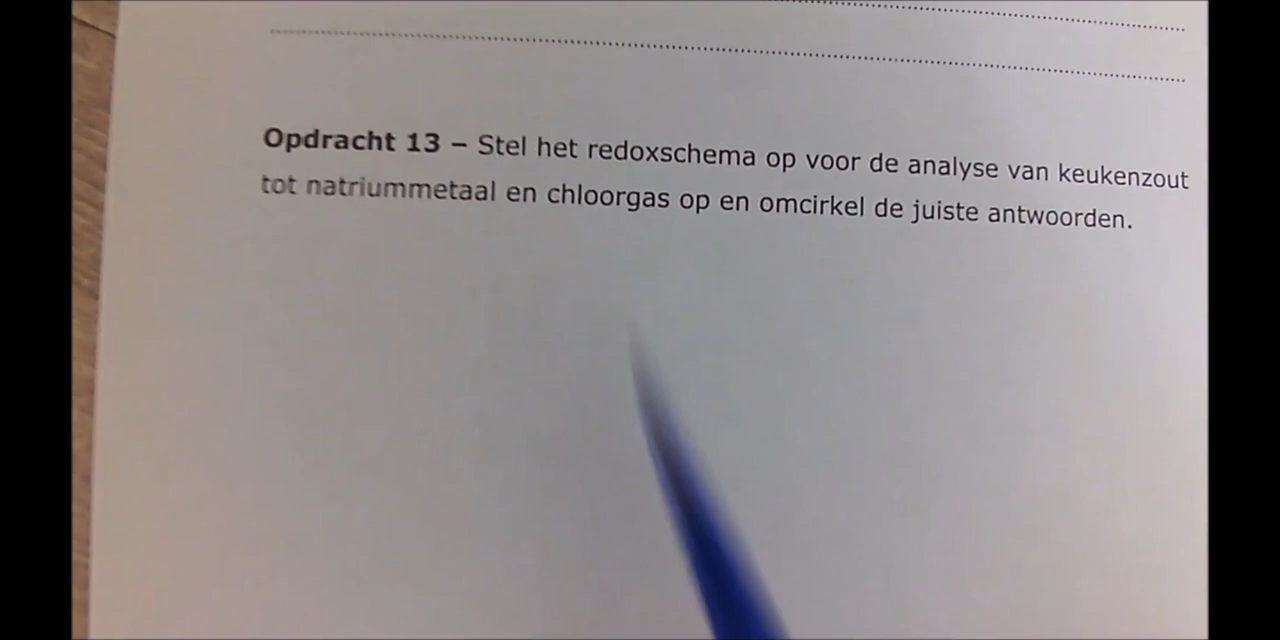 Opdracht 13 – Stel het redoxschema op voor de analyse van keukenzout
tot natriummetaal en chloorgas op en omcirkel de juiste antwoorden.